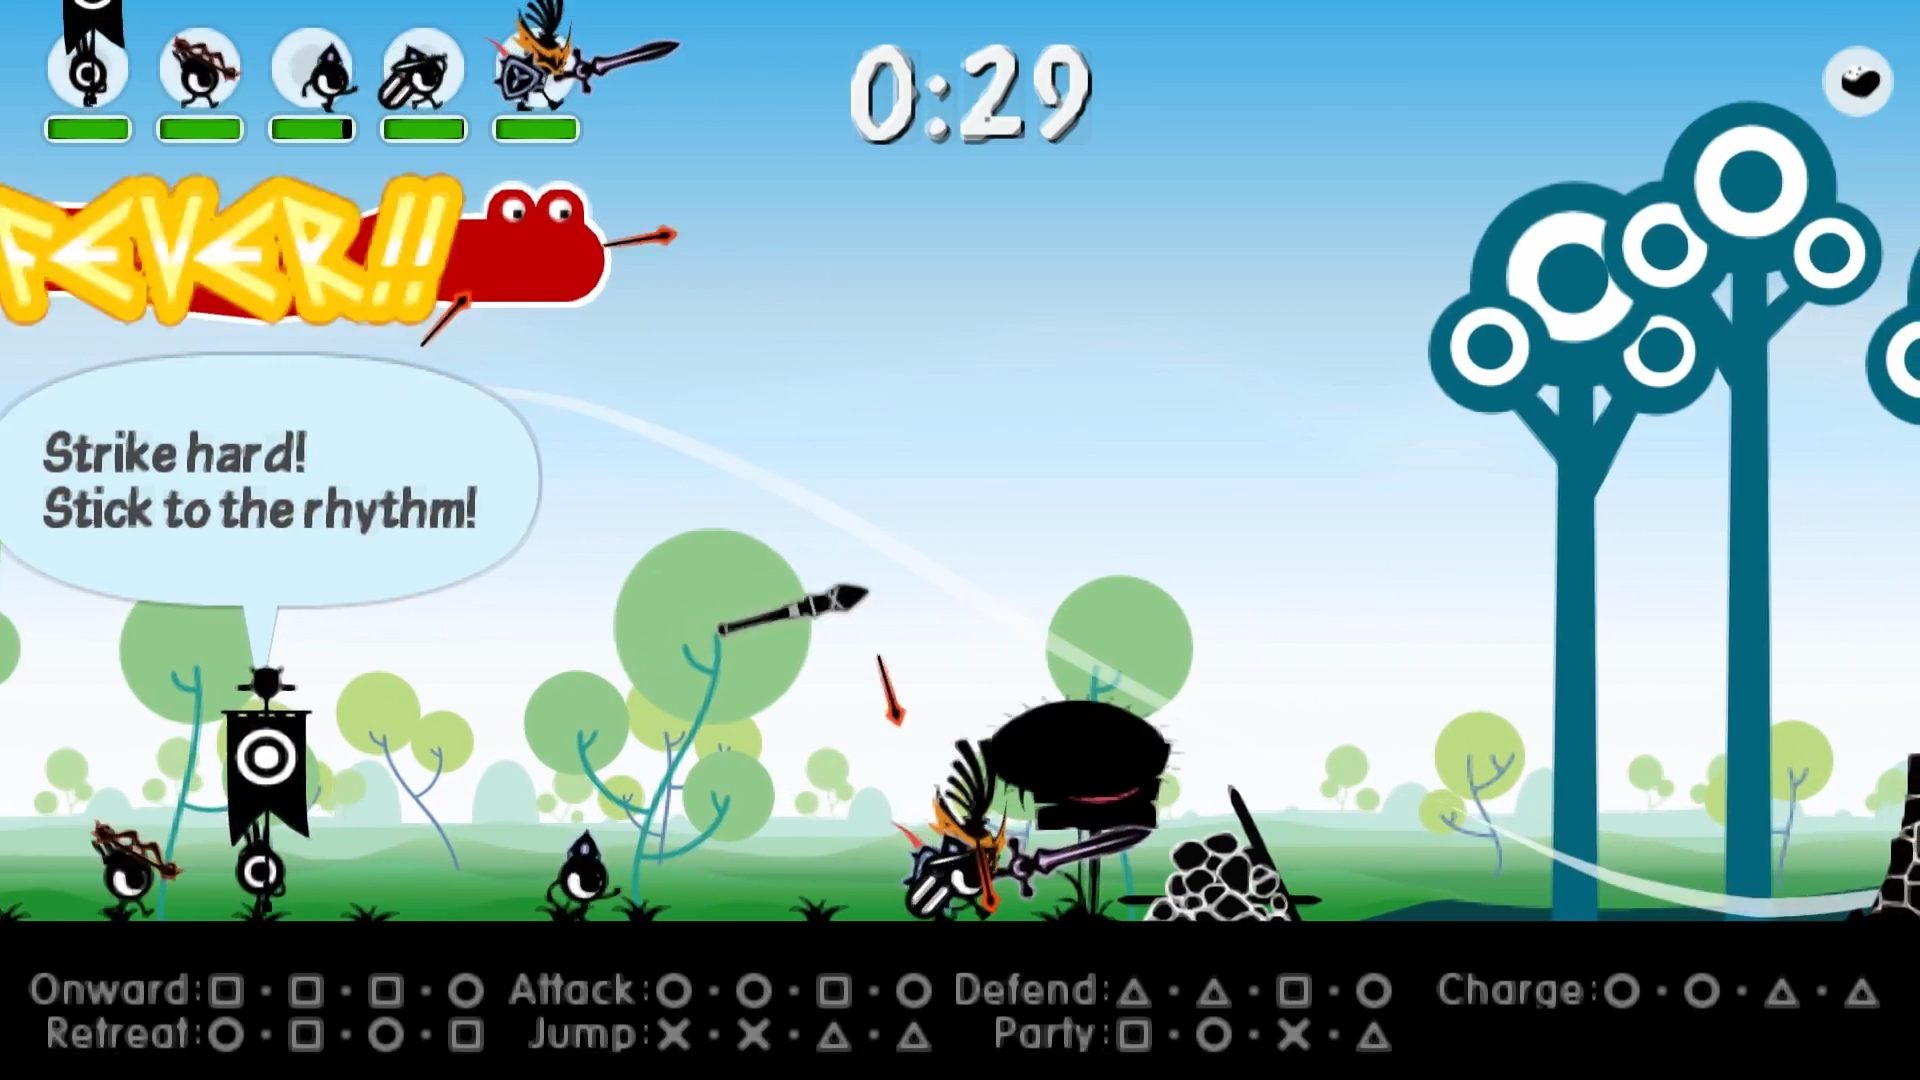 0:29
FEVER!!
Strike hard!
Stick to the rhythm!
Onward:□·□·□·○ Attack:○·○·□·○ Defend:△·△·□·○ Charge:○·○·△·△
Retreat:○·□·○·□ Jump:✕·✕·△·△ Party:□·○·✕·△